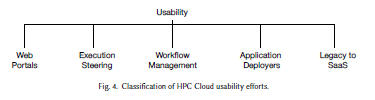 Usability
Web Portals
Execution Steering
Workflow Management
Application Deployers
Legacy to SaaS
Fig. 4. Classification of HPC Cloud usability efforts.